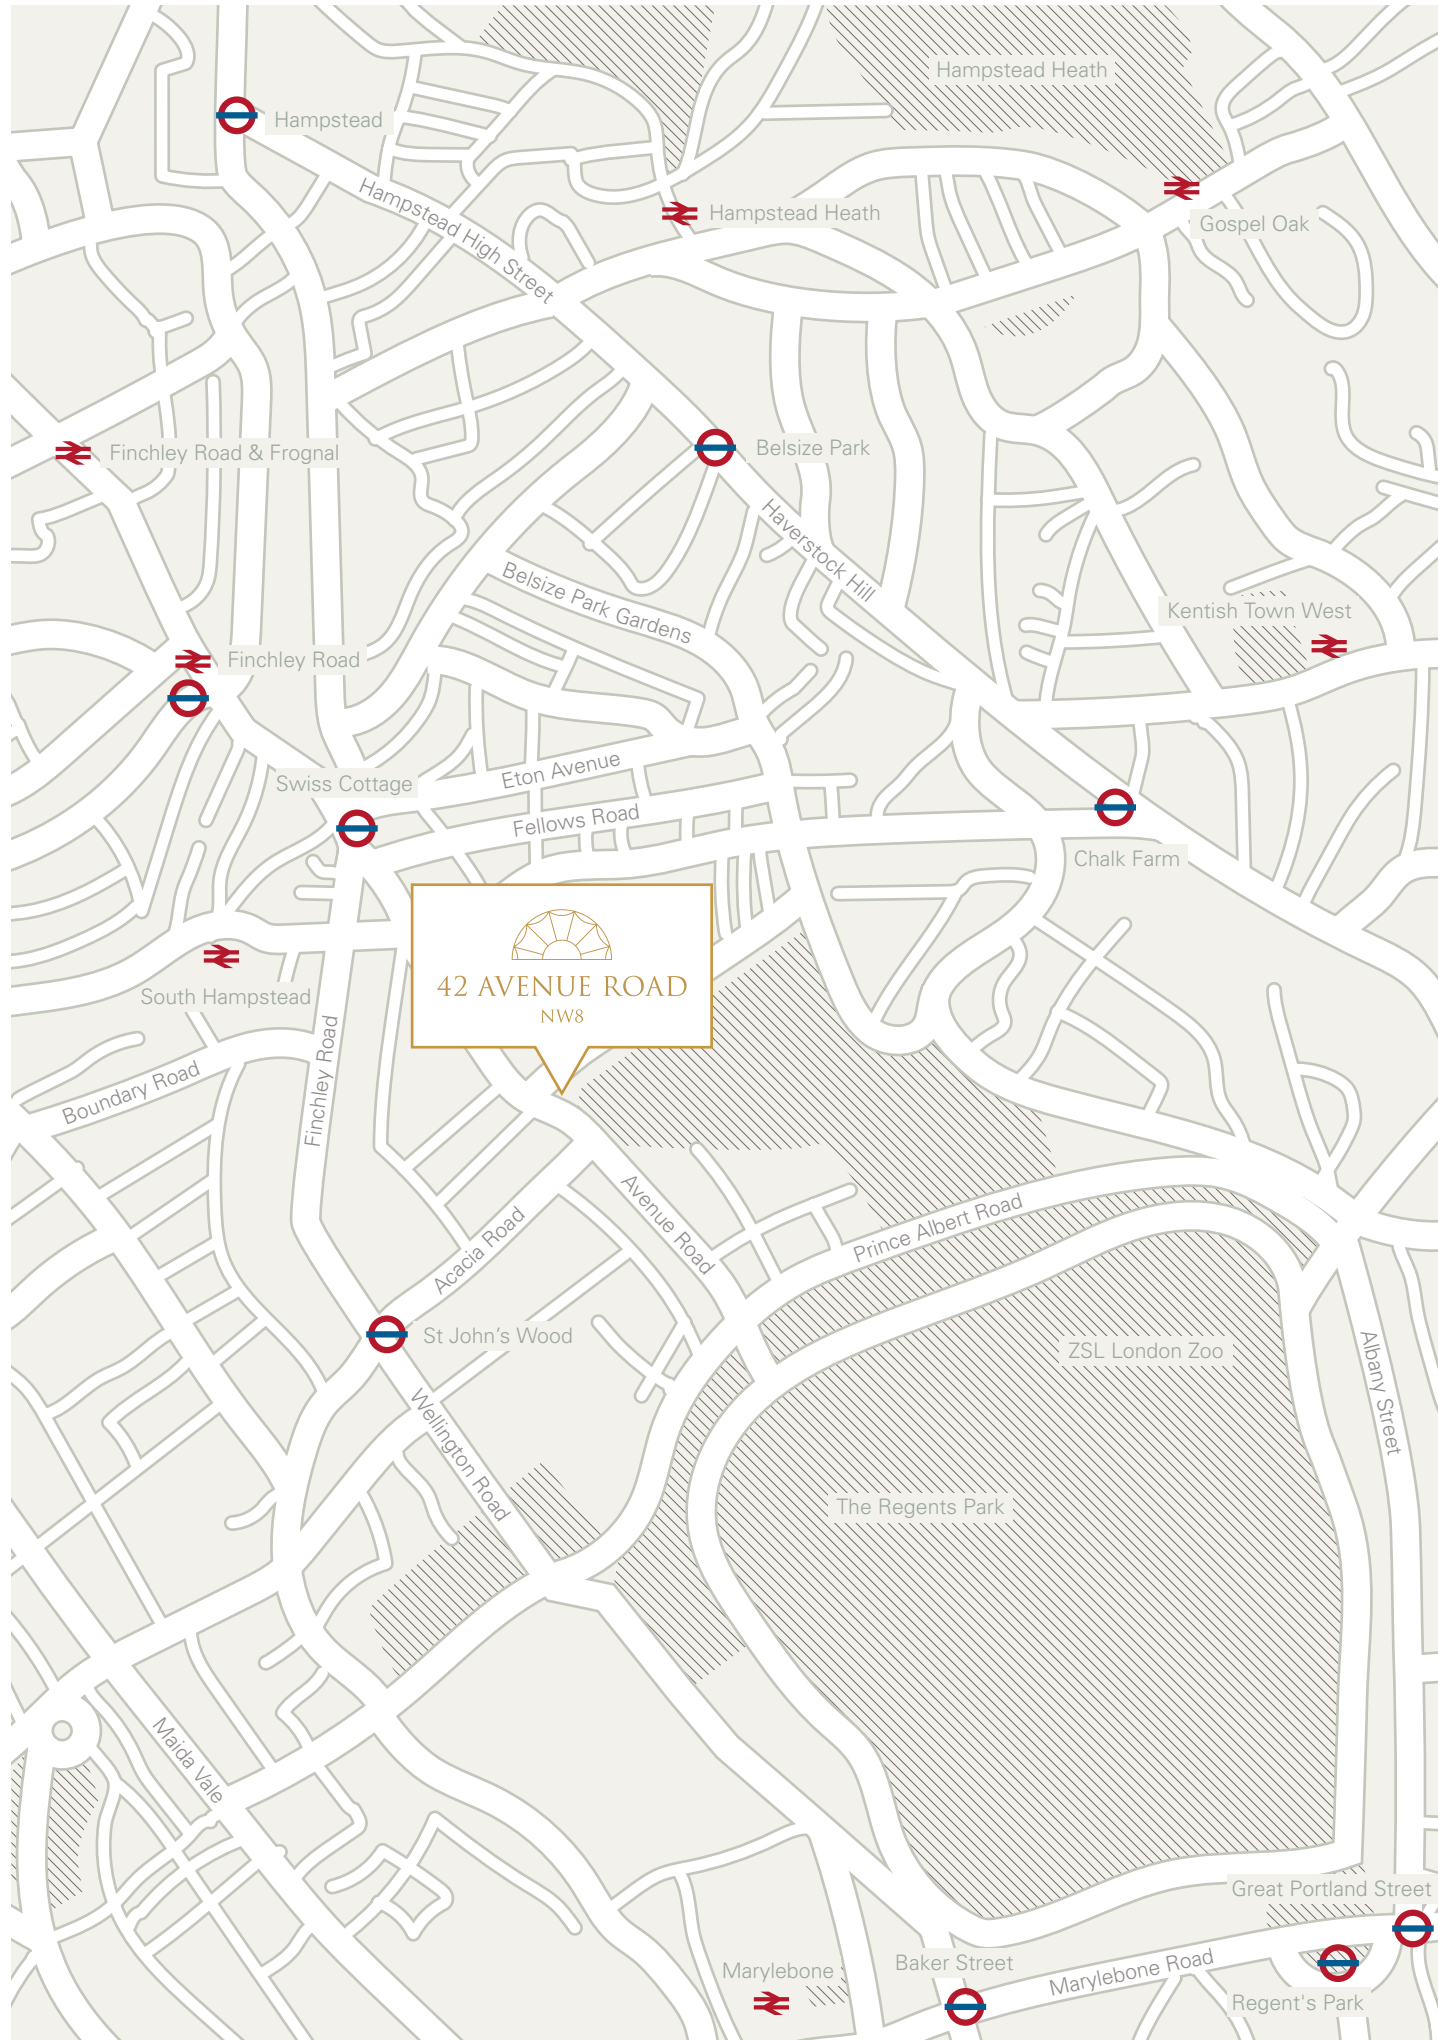 Hampstead Heath
Hampstead
Hampstead High Street
Hampstead Heath
Gospel Oak
Finchley Road & Frognal
Belsize Park
Haverstock Hill
Belsize Park Gardens
Kentish Town West
Finchley Road
Eton Avenue
Swiss Cottage
Fellows Road
Chalk Farm
42 AVENUE ROAD
NW8
South Hampstead
Finchley Road
Boundary Road
Avenue Road
Acacia Road
Prince Albert Road
St John’s Wood
ZSL London Zoo
Albany Street
Wellington Road
The Regents Park
Maida Vale
Great Portland Street
Baker Street
Marylebone
Marylebone Road
Regent's Park